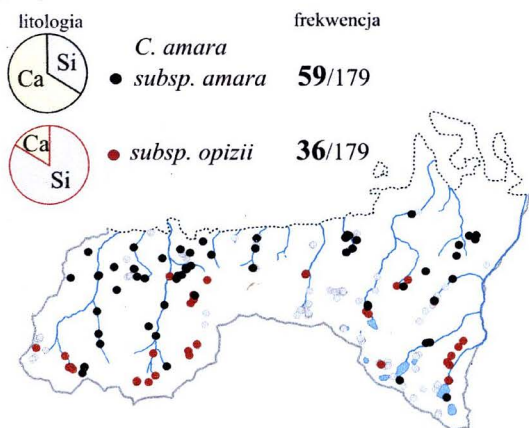 litologia frekwencja
Si
Ca
C. amara
subsp. amara 59/179
Ca
Si
subsp. opizii 36/179